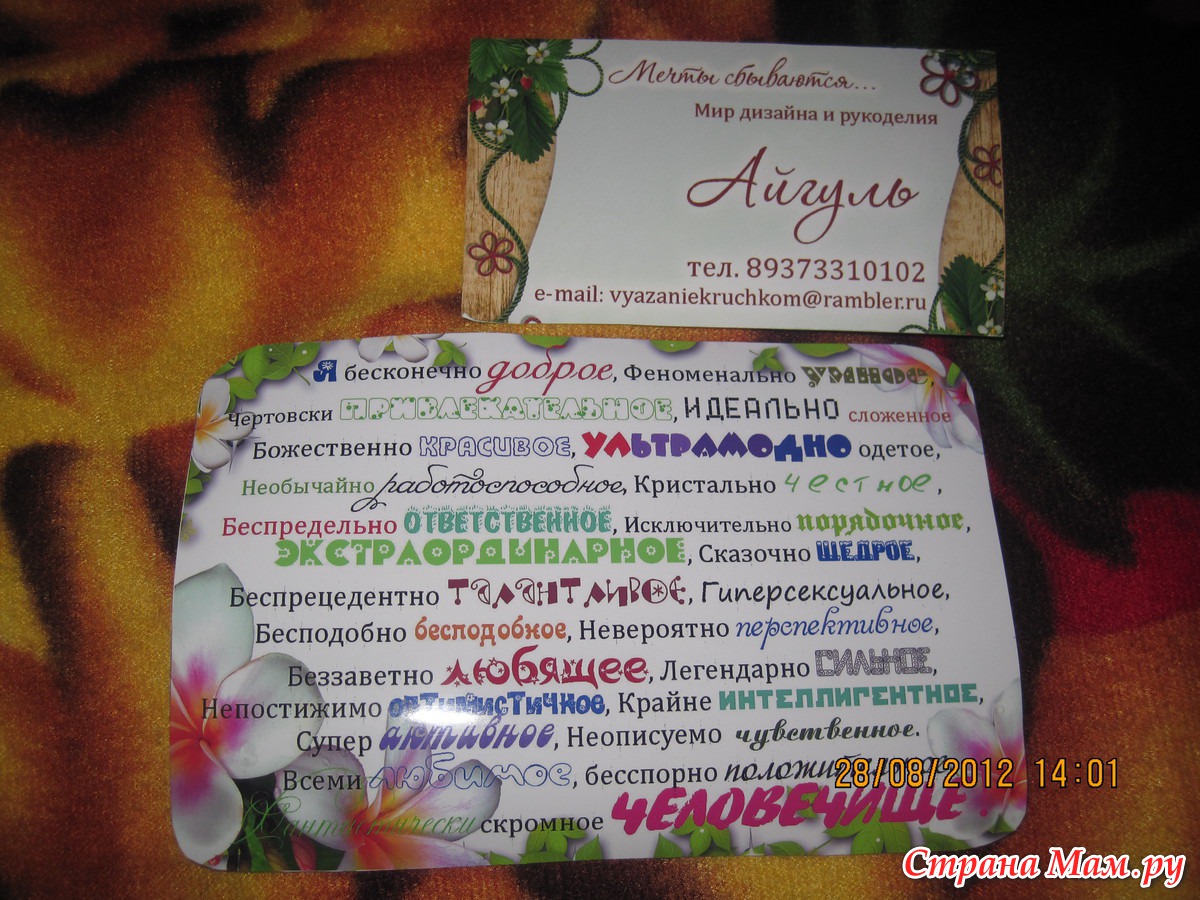 Мечты сбываются...
Мир дизайна и рукоделия
Айгуль
тел. 89373310102
e-mail: vyazaniekruchkom@rambler.ru
Я бесконечно доброе, Феноменально умное,
Чертовски ПРИВЛЕКАТЕЛЬНОЕ, ИДЕАЛЬНО сложенное
Божественно КРАСИВОЕ, УЛЬТРАМОДНО одетое,
Необычайно работоспособное, Кристально честное,
Беспредельно ОТВЕТСТВЕННОЕ, Исключительно порядочное,
ЭКСТРАОРДИНАРНОЕ, Сказочно ЩЕДРОЕ,
Беспрецедентно ТАЛАНТЛИВОЕ, Гиперсексуальное,
Бесподобно бесподобное, Невероятно перспективное,
Беззаветно любящее, Легендарно СИЛЬНОЕ,
Непостижимо оптимистичное, Крайне ИНТЕЛЛИГЕНТНОЕ,
Супер активное, Неописуемо чувственное.
Всеми любимое, бесспорно
28/08/2012 14:01
Фантастически скромное ЧЕЛОВЕЧИЩЕ!
Страна Мам.ру